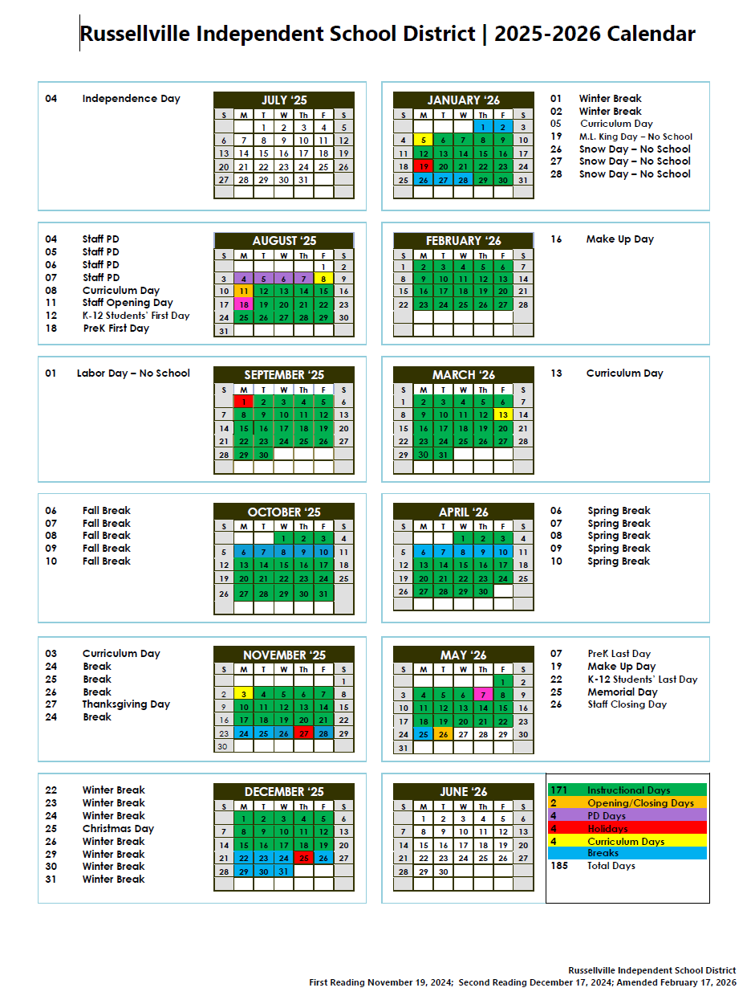 Russellville Independent School District | 2025-2026 Calendar
04 Independence Day
JULY ‘25
S M T W Th F S
1 2 3 4 5
6 7 8 9 10 11 12
13 14 15 16 17 18 19
20 21 22 23 24 25 26
27 28 29 30 31
JANUARY ‘26
S M T W Th F S
1 2 3
4 5 6 7 8 9 10
11 12 13 14 15 16 17
18 19 20 21 22 23 24
25 26 27 28 29 30 31
01 Winter Break
02 Winter Break
05 Curriculum Day
19 M.L. King Day – No School
26 Snow Day – No School
27 Snow Day – No School
28 Snow Day – No School
04 Staff PD
05 Staff PD
06 Staff PD
07 Staff PD
08 Curriculum Day
11 Staff Opening Day
12 K-12 Students’ First Day
18 PreK First Day
AUGUST ‘25
S M T W Th F S
1 2
3 4 5 6 7 8 9
10 11 12 13 14 15 16
17 18 19 20 21 22 23
24 25 26 27 28 29 30
31
FEBRUARY ‘26
S M T W Th F S
1 2 3 4 5 6 7
8 9 10 11 12 13 14
15 16 17 18 19 20 21
22 23 24 25 26 27 28
16 Make Up Day
01 Labor Day – No School
SEPTEMBER ‘25
S M T W Th F S
1 2 3 4 5 6
7 8 9 10 11 12 13
14 15 16 17 18 19 20
21 22 23 24 25 26 27
28 29 30
MARCH ‘26
S M T W Th F S
1 2 3 4 5 6 7
8 9 10 11 12 13 14
15 16 17 18 19 20 21
22 23 24 25 26 27 28
29 30 31
13 Curriculum Day
06 Fall Break
07 Fall Break
08 Fall Break
09 Fall Break
10 Fall Break
OCTOBER ‘25
S M T W Th F S
1 2 3 4
5 6 7 8 9 10 11
12 13 14 15 16 17 18
19 20 21 22 23 24 25
26 27 28 29 30 31
APRIL ‘26
S M T W Th F S
1 2 3 4
5 6 7 8 9 10 11
12 13 14 15 16 17 18
19 20 21 22 23 24 25
26 27 28 29 30
06 Spring Break
07 Spring Break
08 Spring Break
09 Spring Break
10 Spring Break
03 Curriculum Day
24 Break
25 Break
26 Break
27 Thanksgiving Day
24 Break
NOVEMBER ‘25
S M T W Th F S
1
2 3 4 5 6 7 8
9 10 11 12 13 14 15
16 17 18 19 20 21 22
23 24 25 26 27 28 29
30
MAY ‘26
S M T W Th F S
1 2
3 4 5 6 7 8 9
10 11 12 13 14 15 16
17 18 19 20 21 22 23
24 25 26 27 28 29 30
31
07 PreK Last Day
19 Make Up Day
22 K-12 Students’ Last Day
25 Memorial Day
26 Staff Closing Day
22 Winter Break
23 Winter Break
24 Winter Break
25 Christmas Day
26 Winter Break
29 Winter Break
30 Winter Break
31 Winter Break
DECEMBER ‘25
S M T W Th F S
1 2 3 4 5 6
7 8 9 10 11 12 13
14 15 16 17 18 19 20
21 22 23 24 25 26 27
28 29 30 31
JUNE ‘26
S M T W Th F S
1 2 3 4 5 6
7 8 9 10 11 12 13
14 15 16 17 18 19 20
21 22 23 24 25 26 27
28 29 30
171 Instructional Days
2 Opening/Closing Days
4 PD Days
4 Holidays
4 Curriculum Days
Breaks
185 Total Days
Russellville Independent School District
First Reading November 19, 2024; Second Reading December 17, 2024; Amended February 17, 2026